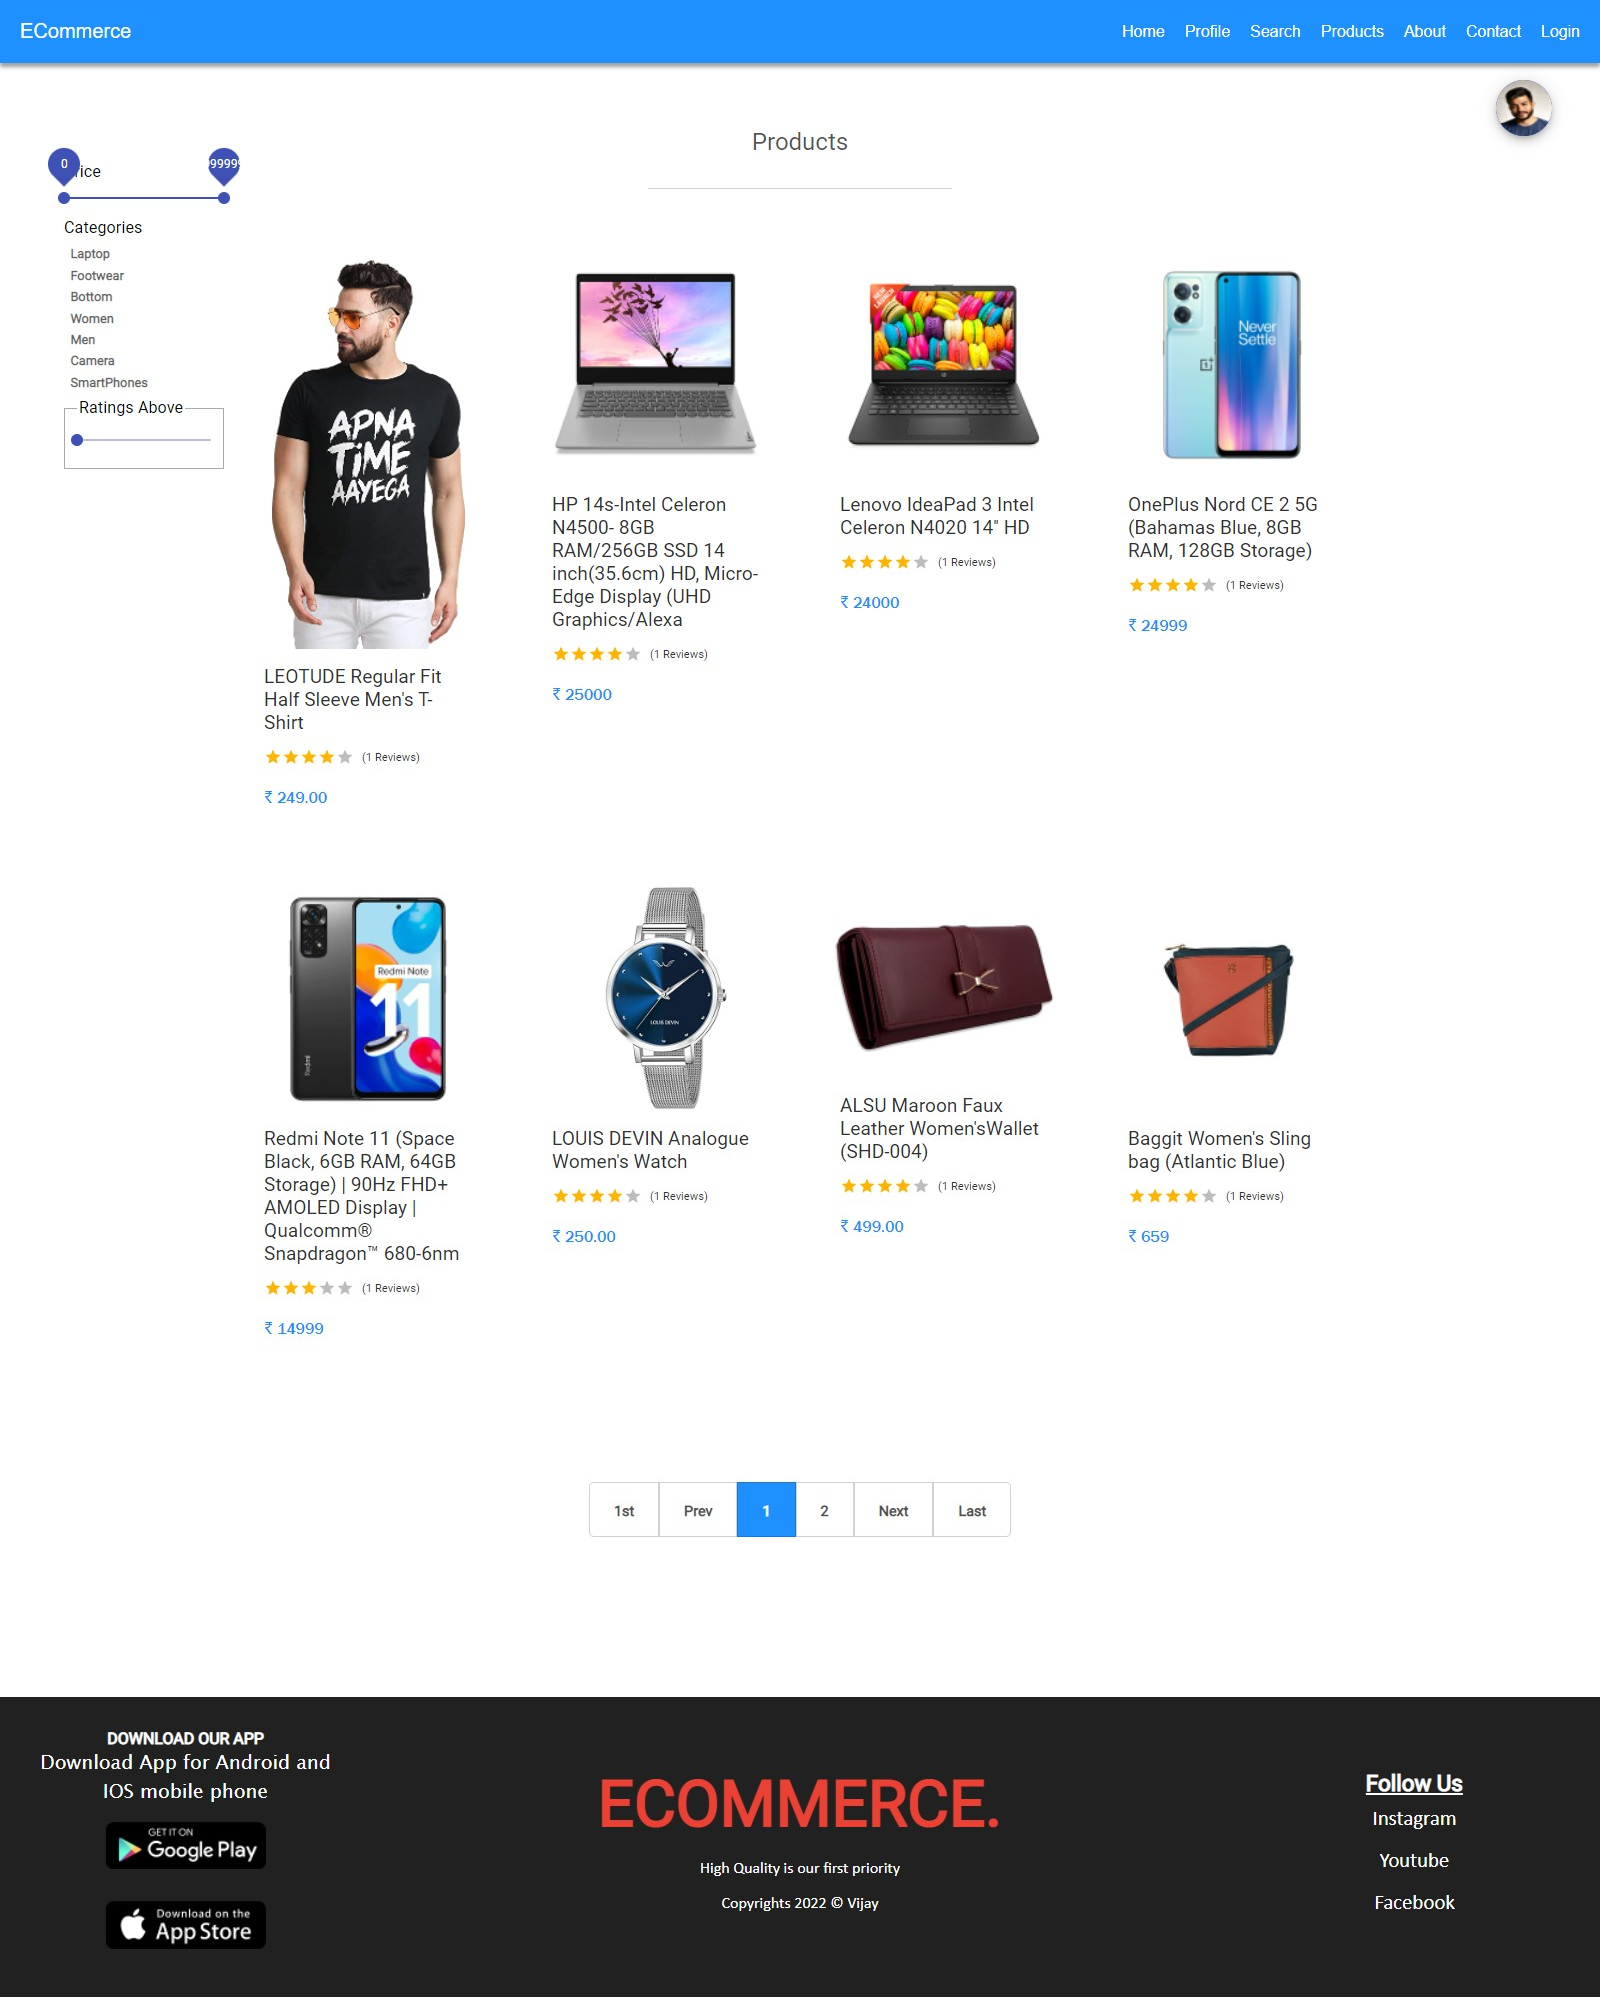 ECommerce
Home Profile Search Products About Contact Login
Products
0
99999
rice
Categories
Laptop
Footwear
Bottom
Women
Men
Camera
SmartPhones
Ratings Above
APNA
TiME
AAYEGA
NEW
LAUNCH
Never
Settle
LEOTUDE Regular Fit
Half Sleeve Men's T-
Shirt
(1 Reviews)
₹ 249.00
HP 14s-Intel Celeron
N4500- 8GB
RAM/256GB SSD 14
inch(35.6cm) HD, Micro-
Edge Display (UHD
Graphics/Alexa
(1 Reviews)
₹ 25000
Lenovo IdeaPad 3 Intel
Celeron N4020 14" HD
(1 Reviews)
₹ 24000
OnePlus Nord CE 2 5G
(Bahamas Blue, 8GB
RAM, 128GB Storage)
(1 Reviews)
₹ 24999
Redmi Note
11
Redmi
LOUIS DEVIN
Redmi Note 11 (Space
Black, 6GB RAM, 64GB
Storage) | 90Hz FHD+
AMOLED Display |
Qualcomm®
Snapdragon™ 680-6nm
(1 Reviews)
₹ 14999
LOUIS DEVIN Analogue
Women's Watch
(1 Reviews)
₹ 250.00
ALSU Maroon Faux
Leather Women'sWallet
(SHD-004)
(1 Reviews)
₹ 499.00
Baggit Women's Sling
bag (Atlantic Blue)
(1 Reviews)
₹ 659
1st Prev 1 2 Next Last
DOWNLOAD OUR APP
Download App for Android and
IOS mobile phone
GET IT ON
Google Play
Download on the
App Store
ECOMMERCE.
High Quality is our first priority
Copyrights 2022 © Vijay
Follow Us
Instagram
Youtube
Facebook